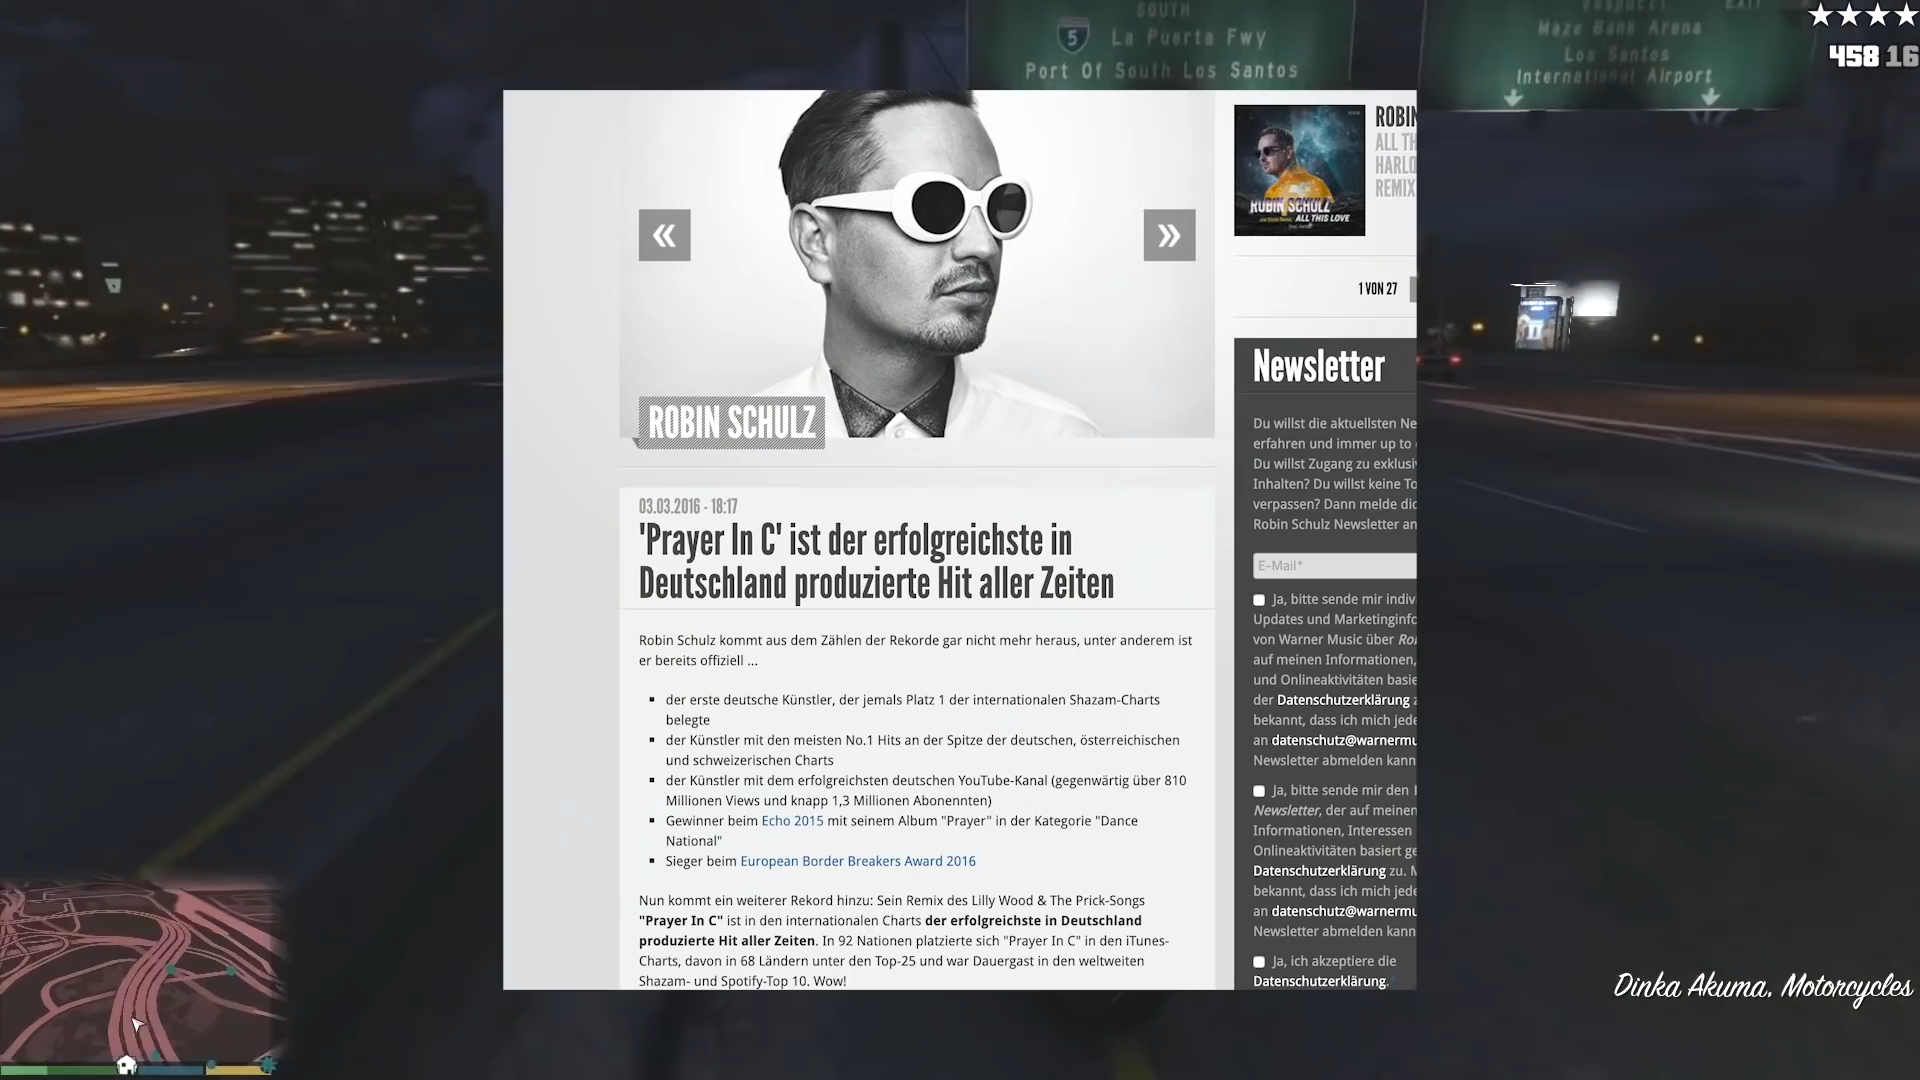 SOUTH
5
La Puerta Fwy
Port Of South Los Santos
EXIT
Maze Bank Arena
Los Santos
International Airport
458 16
ROBIN SCHULZ
ROBIN SCHULZ
ALL THIS LOVE
ROBIN
ALL TH
HARLO
REMIX
1 VON 27
03.03.2016 - 18:17
'Prayer In C' ist der erfolgreichste in
Deutschland produzierte Hit aller Zeiten
Robin Schulz kommt aus dem Zählen der Rekorde gar nicht mehr heraus, unter anderem ist
er bereits offiziell ...
der erste deutsche Künstler, der jemals Platz 1 der internationalen Shazam-Charts
belegte
der Künstler mit den meisten No.1 Hits an der Spitze der deutschen, österreichischen
und schweizerischen Charts
der Künstler mit dem erfolgreichsten deutschen YouTube-Kanal (gegenwärtig über 810
Millionen Views und knapp 1,3 Millionen Abonennten)
Gewinner beim Echo 2015 mit seinem Album "Prayer" in der Kategorie "Dance
National"
Sieger beim European Border Breakers Award 2016
Nun kommt ein weiterer Rekord hinzu: Sein Remix des Lilly Wood & The Prick-Songs
"Prayer In C" ist in den internationalen Charts der erfolgreichste in Deutschland
produzierte Hit aller Zeiten. In 92 Nationen platzierte sich "Prayer In C" in den iTunes-
Charts, davon in 68 Ländern unter den Top-25 und war Dauergast in den weltweiten
Shazam- und Spotify-Top 10. Wow!
Newsletter
Du willst die aktuellsten Ne
erfahren und immer up to
Du willst Zugang zu exklusiv
Inhalten? Du willst keine To
verpassen? Dann melde dic
Robin Schulz Newsletter an
E-Mail*
Ja, bitte sende mir indiv
Updates und Marketinginfo
von Warner Music über Ro
auf meinen Informationen,
und Onlineaktivitäten basie
der Datenschutzerklärung z
bekannt, dass ich mich jede
an datenschutz@warnermu
Newsletter abmelden kann
Ja, bitte sende mir den
Newsletter, der auf meinen
Informationen, Interessen
Onlineaktivitäten basiert ge
Datenschutzerklärung zu. M
bekannt, dass ich mich jede
an datenschutz@warnermu
Newsletter abmelden kann
Ja, ich akzeptiere die
Datenschutzerklärung.
Dinka Akuma, Motorcycles